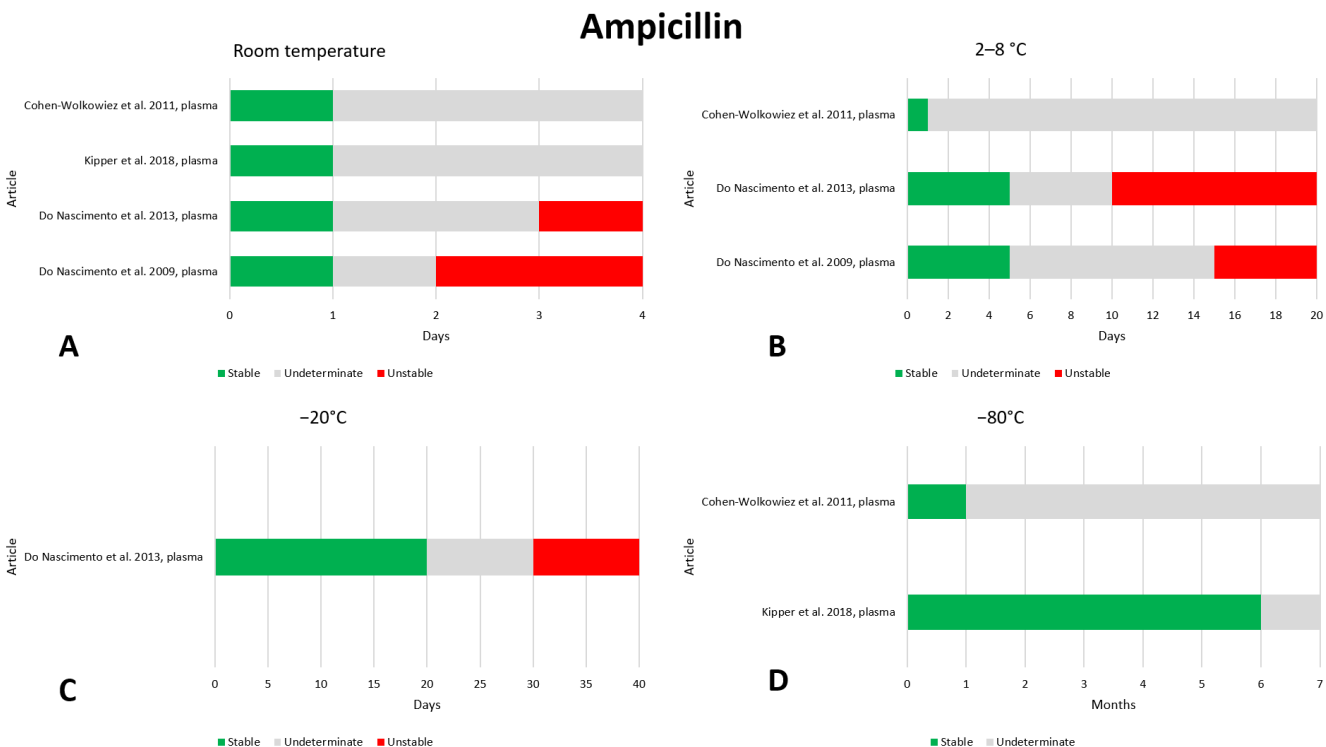 Ampicillin
Room temperature
Article
Cohen-Wolkowiez et al. 2011, plasma
Kipper et al. 2018, plasma
Do Nascimento et al. 2013, plasma
Do Nascimento et al. 2009, plasma
0 1 2 3 4
Days
A
Stable Undeterminate Unstable
2–8 °C
Article
Cohen-Wolkowiez et al. 2011, plasma
Do Nascimento et al. 2013, plasma
Do Nascimento et al. 2009, plasma
0 2 4 6 8 10 12 14 16 18 20
Days
B
Stable Undeterminate Unstable
−20°C
Article
Do Nascimento et al. 2013, plasma
0 5 10 15 20 25 30 35 40
Days
C
Stable Undeterminate Unstable
−80°C
Article
Cohen-Wolkowiez et al. 2011, plasma
Kipper et al. 2018, plasma
0 1 2 3 4 5 6 7
Months
D
Stable Undeterminate